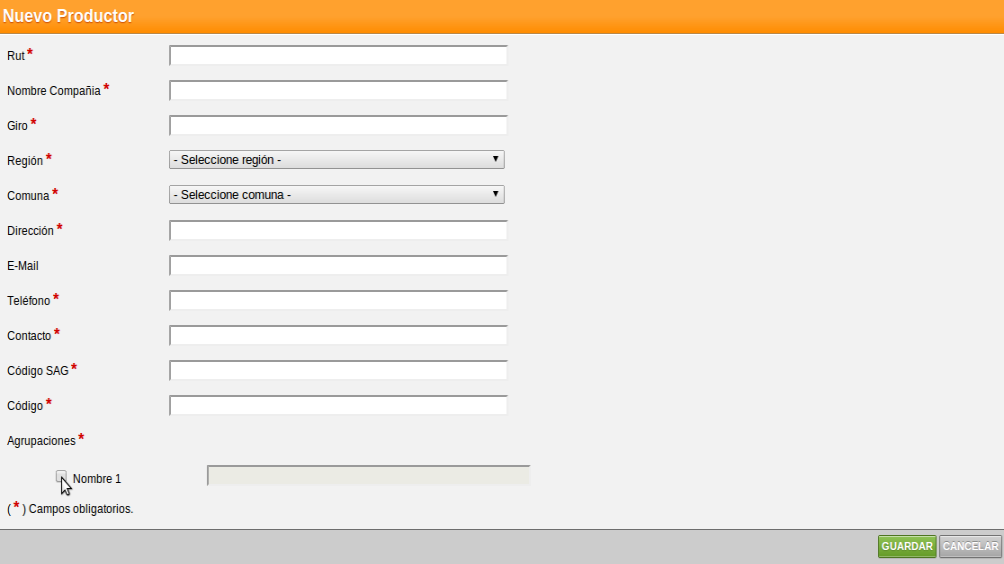 Nuevo Productor
Rut *
Nombre Compañia *
Giro *
Región * - Seleccione región -
Comuna * - Seleccione comuna -
Dirección *
E-Mail
Teléfono *
Contacto *
Código SAG *
Código *
Agrupaciones *
Nombre 1
( * ) Campos obligatorios.
GUARDAR CANCELAR